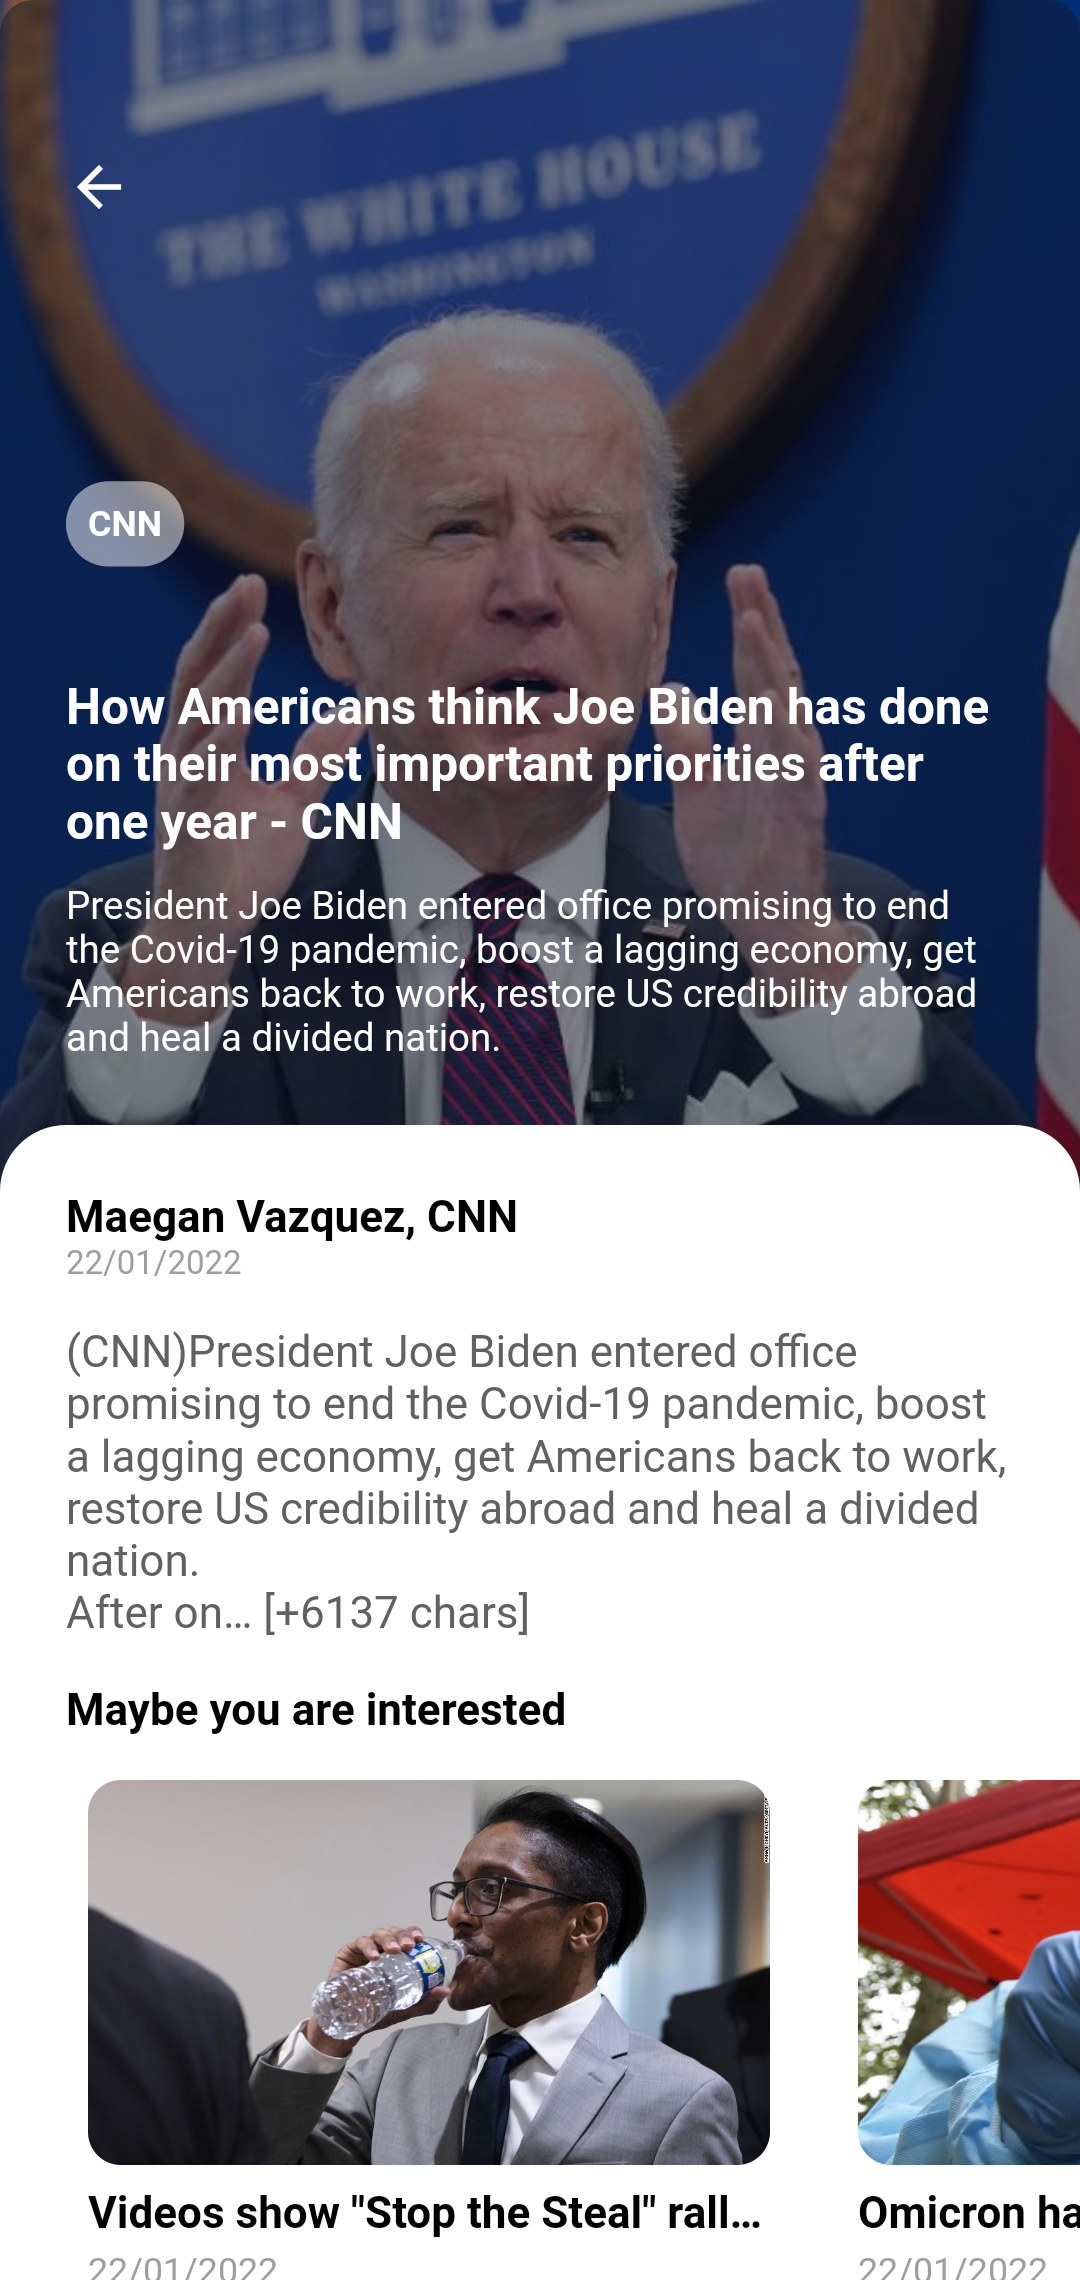 THE WHITE HOUSE
WASHINGTON
CNN
How Americans think Joe Biden has done
on their most important priorities after
one year - CNN
President Joe Biden entered office promising to end
the Covid-19 pandemic, boost a lagging economy, get
Americans back to work, restore US credibility abroad
and heal a divided nation.
Maegan Vazquez, CNN
22/01/2022
(CNN)President Joe Biden entered office
promising to end the Covid-19 pandemic, boost
a lagging economy, get Americans back to work,
restore US credibility abroad and heal a divided
nation.
After on… [+6137 chars]
Maybe you are interested
Videos show "Stop the Steal" rall…
22/01/2022
Omicron ha
22/01/2022